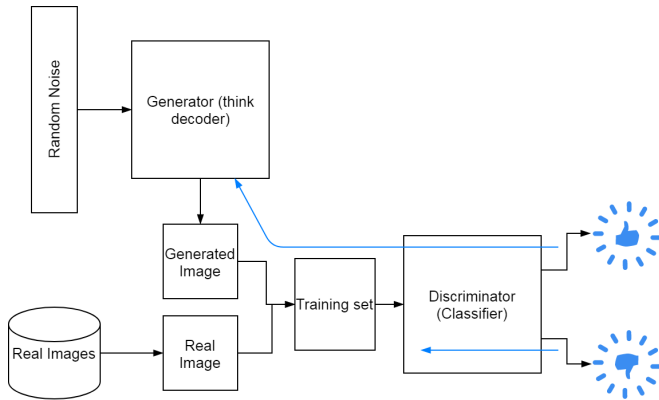 Random Noise
Generator (think
decoder)
Generated
Image
Real Images
Real
Image
Training set
Discriminator
(Classifier)